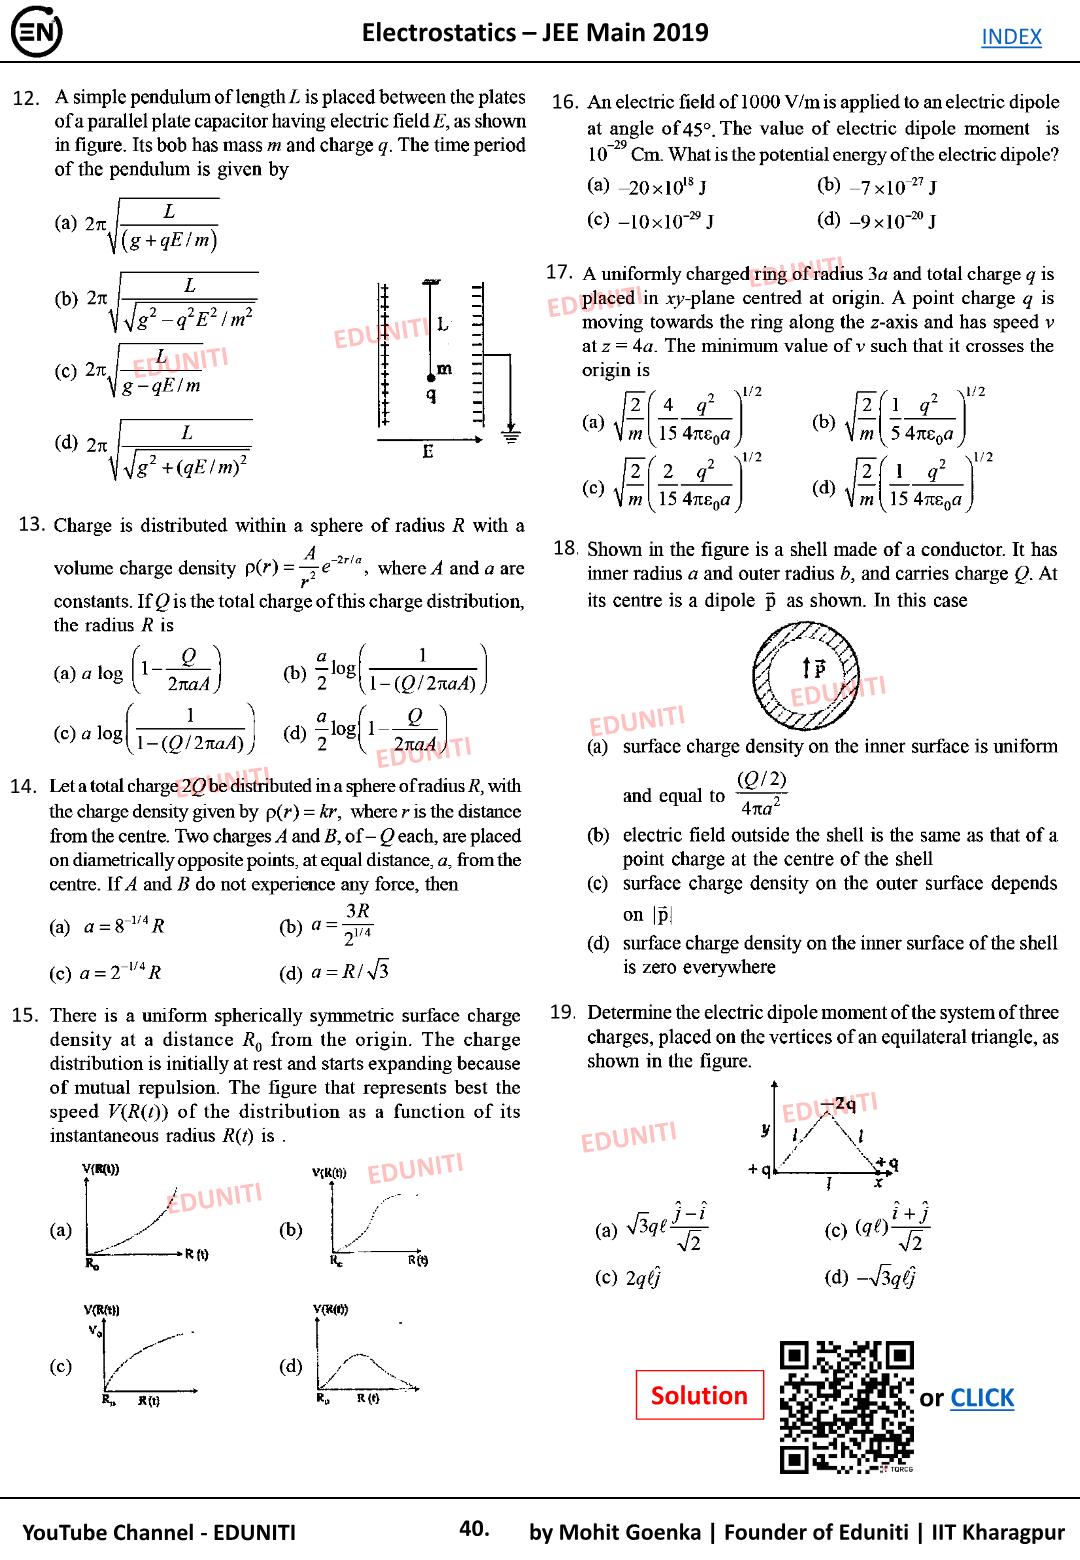 EN
Electrostatics – JEE Main 2019
INDEX
12. A simple pendulum of length L is placed between the plates
of a parallel plate capacitor having electric field E, as shown
in figure. Its bob has mass m and charge q. The time period
of the pendulum is given by
(a) 2π √(L / (g + qE / m))
(b) 2π √(L / √(g² − q²E² / m²))
(c) 2π √(L / (g − qE / m))
(d) 2π √(L / √(g² + (qE / m)²))
L
m
q
E
13. Charge is distributed within a sphere of radius R with a
volume charge density ρ(r) = A/r² e^(−2r/a), where A and a are
constants. If Q is the total charge of this charge distribution,
the radius R is
(a) a log (1 − Q/2πaA) (b) a/2 log (1 / (1 − (Q/2πaA)))
(c) a log (1 / (1 − (Q/2πaA))) (d) a/2 log (1 − Q/2πaA)
14. Let a total charge 2Q be distributed in a sphere of radius R, with
the charge density given by ρ(r) = kr, where r is the distance
from the centre. Two charges A and B, of – Q each, are placed
on diametrically opposite points, at equal distance, a, from the
centre. If A and B do not experience any force, then
(a) a = 8^(−1/4) R (b) a = 3R / 2^(1/4)
(c) a = 2^(−1/4) R (d) a = R/√3
15. There is a uniform spherically symmetric surface charge
density at a distance R₀ from the origin. The charge
distribution is initially at rest and starts expanding because
of mutual repulsion. The figure that represents best the
speed V(R(t)) of the distribution as a function of its
instantaneous radius R(t) is .
(a) V(R(t)) R₀ R (t)
(b) V(R(t)) R₀ R(t)
(c) V(R(t)) V₀ R₀ R(t)
(d) V(R(t)) R₀ R (t)
16. An electric field of 1000 V/m is applied to an electric dipole
at angle of 45°. The value of electric dipole moment is
10⁻²⁹ Cm. What is the potential energy of the electric dipole?
(a) –20×10¹⁸ J (b) –7×10⁻²⁷ J
(c) –10×10⁻²⁹ J (d) –9×10⁻²⁰ J
17. A uniformly charged ring of radius 3a and total charge q is
placed in xy-plane centred at origin. A point charge q is
moving towards the ring along the z-axis and has speed v
at z = 4a. The minimum value of v such that it crosses the
origin is
(a) √(2/m) (4/15 q²/4πε₀a)^(1/2) (b) √(2/m) (1/5 q²/4πε₀a)^(1/2)
(c) √(2/m) (2/15 q²/4πε₀a)^(1/2) (d) √(2/m) (1/15 q²/4πε₀a)^(1/2)
18. Shown in the figure is a shell made of a conductor. It has
inner radius a and outer radius b, and carries charge Q. At
its centre is a dipole p⃗ as shown. In this case
p⃗
(a) surface charge density on the inner surface is uniform
and equal to (Q/2) / 4πa²
(b) electric field outside the shell is the same as that of a
point charge at the centre of the shell
(c) surface charge density on the outer surface depends
on |p⃗|
(d) surface charge density on the inner surface of the shell
is zero everywhere
19. Determine the electric dipole moment of the system of three
charges, placed on the vertices of an equilateral triangle, as
shown in the figure.
−2q
y l l
+ q + q
l x
(a) √3qℓ (ĵ − î)/√2 (c) (qℓ) (î + ĵ)/√2
(c) 2qℓĵ (d) −√3qℓĵ
EDUNITI
EDUNITI
EDUNITI
EDUNITI
EDUNITI
EDUNITI
EDUNITI
EDUNITI
EDUNITI
EDUNITI
EDUNITI
EDUNITI
Solution
or CLICK
TQRCG
YouTube Channel - EDUNITI
40.
by Mohit Goenka | Founder of Eduniti | IIT Kharagpur